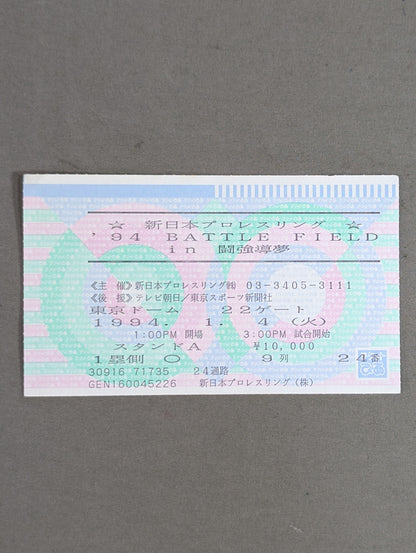 ☆ 新日本プロレスリング ☆
'94 BATTLE FIELD
in 闘強導夢
《主 催》新日本プロレスリング㈱ 03-3405-3111
《後 援》テレビ朝日/東京スポーツ新聞社
東京ドーム 22ゲート
1994. 1. 4(火)
1:00PM 開場 3:00PM 試合開始
スタンドA ¥10,000
1塁側 〇 9列 24番
30916 71735 24通路
GEN160045226 新日本プロレスリング(株)